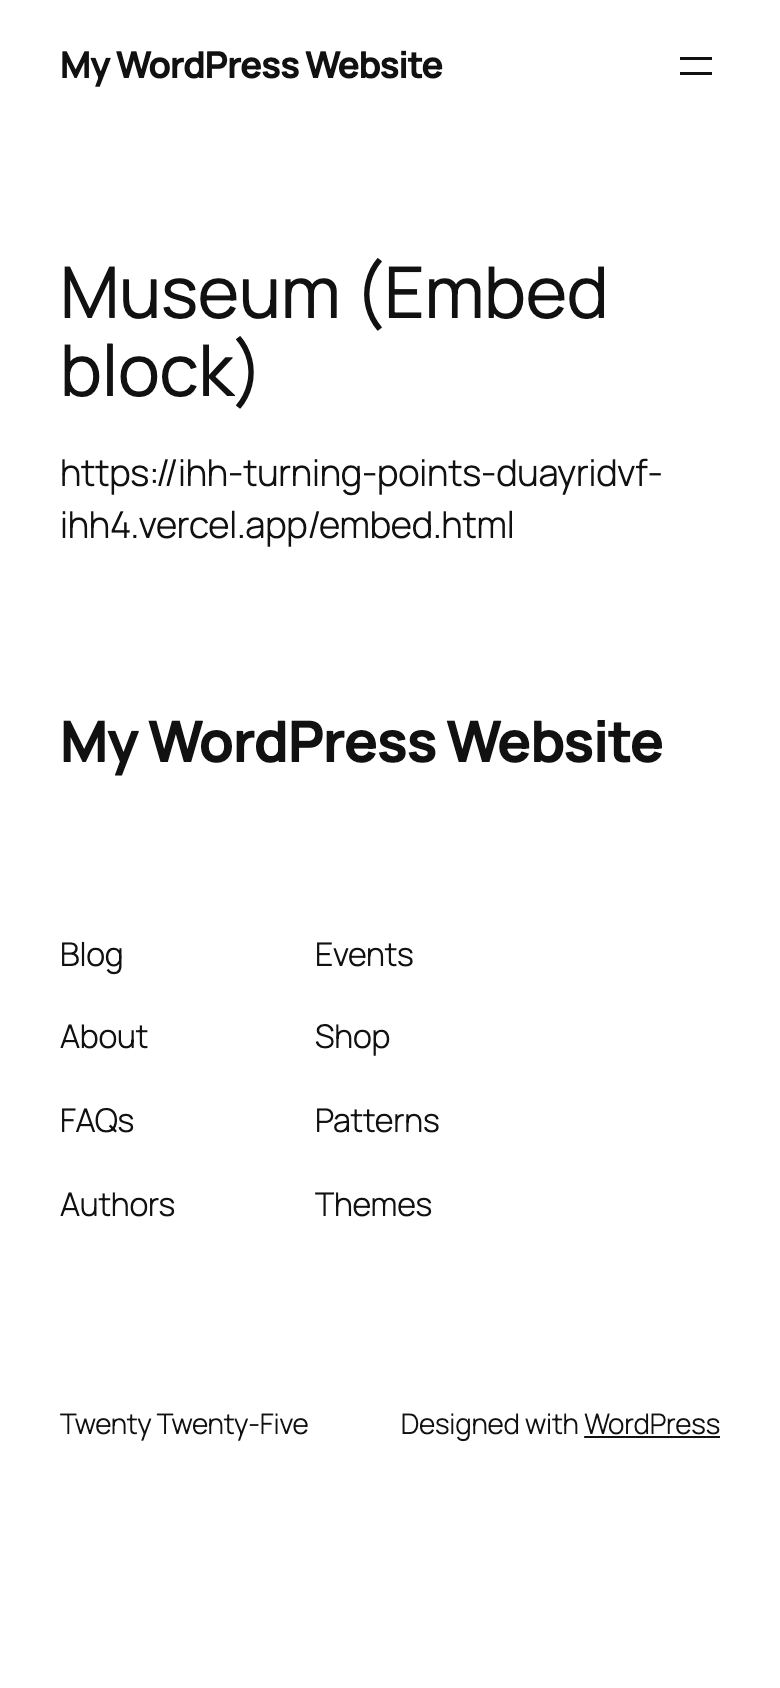 My WordPress Website
Museum (Embed
block)
https://ihh-turning-points-duayridvf-
ihh4.vercel.app/embed.html
My WordPress Website
Blog
Events
About
Shop
FAQs
Patterns
Authors
Themes
Twenty Twenty-Five
Designed with WordPress